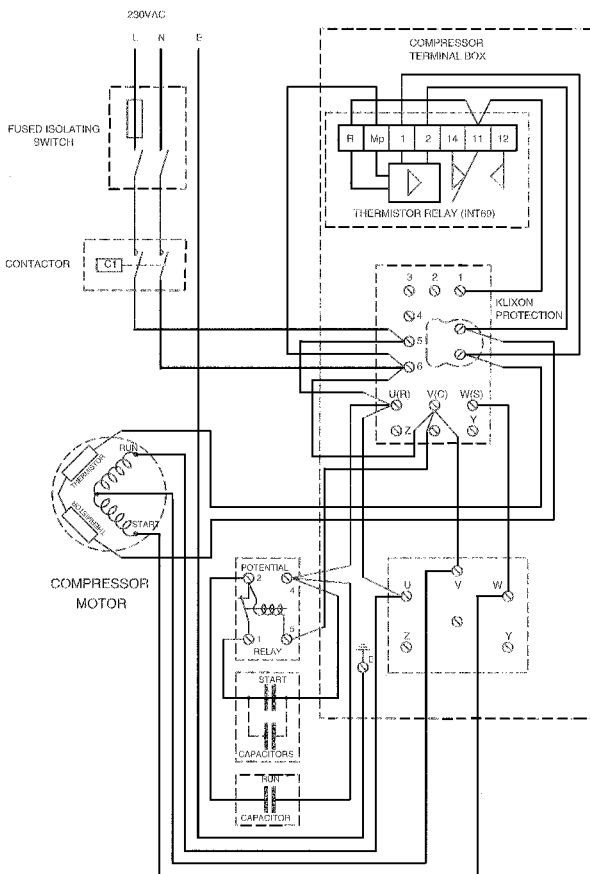 230VAC
L N E
COMPRESSOR
TERMINAL BOX
FUSED ISOLATING
SWITCH
R Mp 1 2 14 11 12
THERMISTOR RELAY (INT69)
CONTACTOR
C1
3 2 1
KLIXON
PROTECTION
4
5
6
U(R) V(C) W(S)
Z Y
RUN
THERMISTOR
THERMISTOR
START
COMPRESSOR
MOTOR
POTENTIAL
2 4
1 5
RELAY
U V W
Z Y
E
START
CAPACITORS
RUN
CAPACITOR